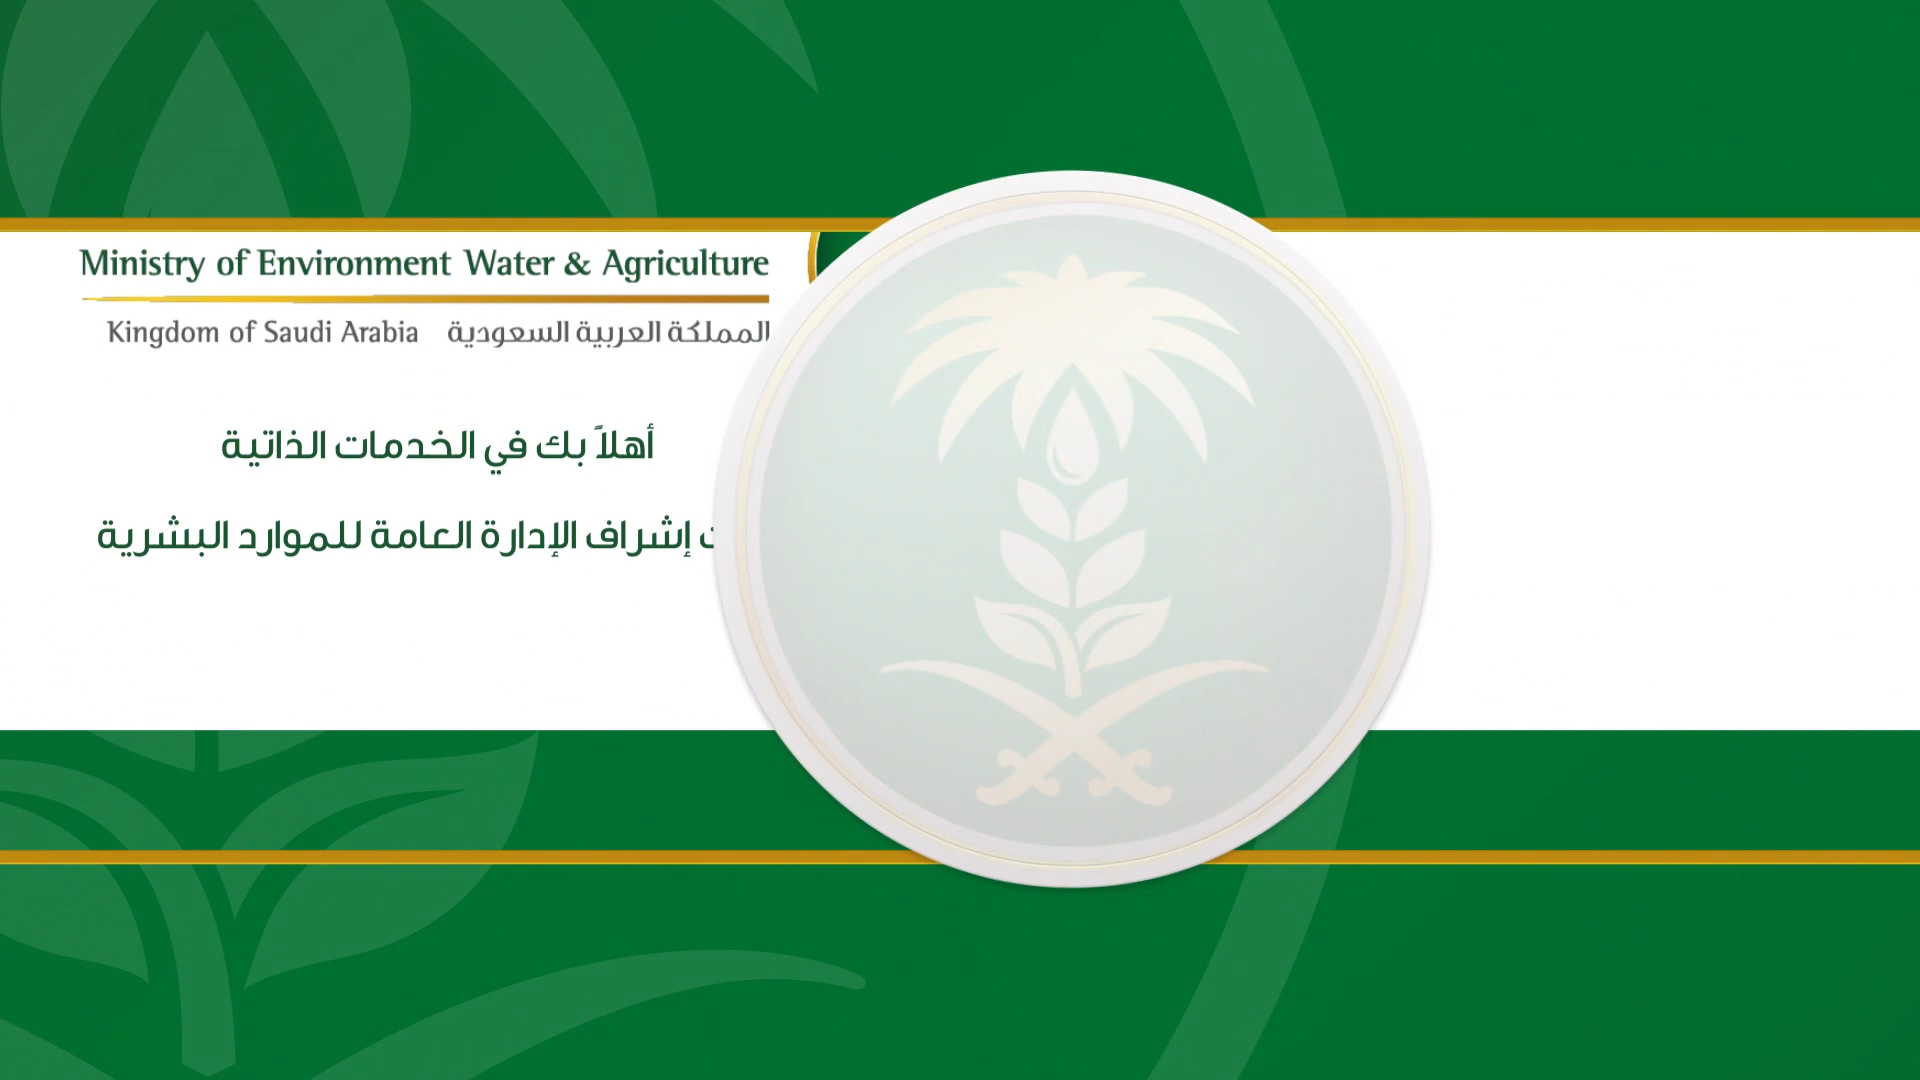 Ministry of Environment Water & Agriculture
Kingdom of Saudi Arabia المملكة العربية السعودية
أهلاً بك في الخدمات الذاتية
إشراف الإدارة العامة للموارد البشرية